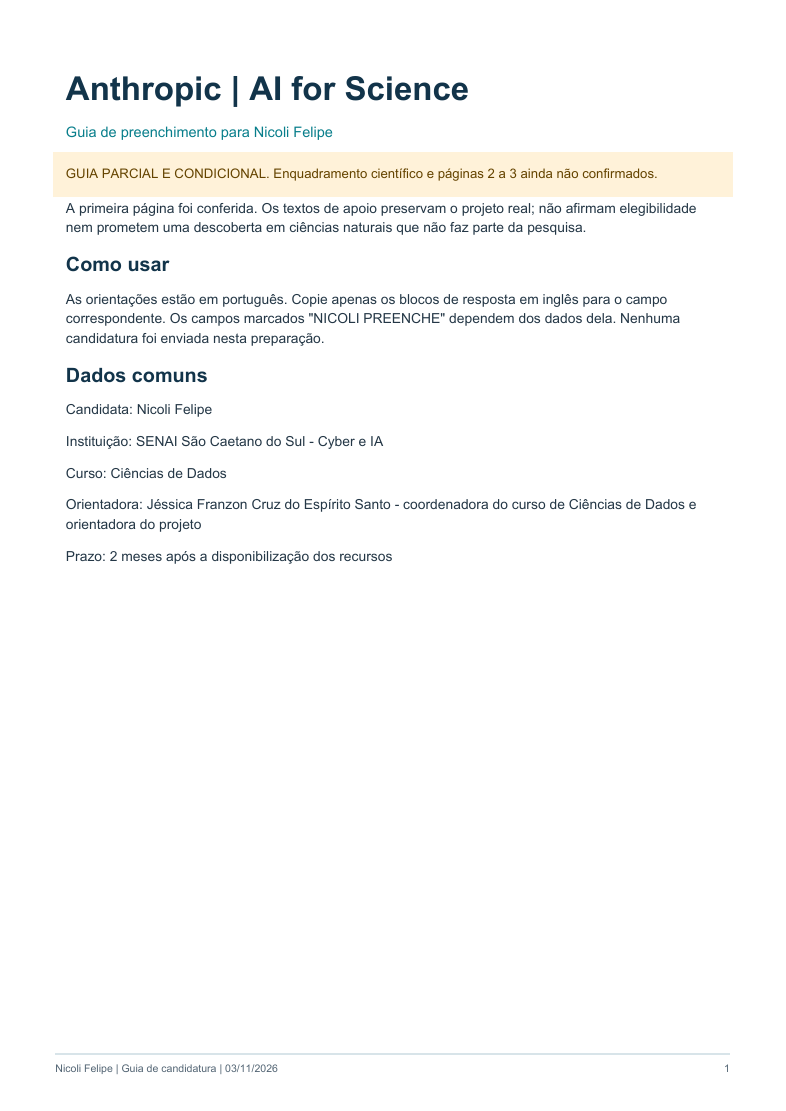 Anthropic | AI for Science
Guia de preenchimento para Nicoli Felipe
GUIA PARCIAL E CONDICIONAL. Enquadramento científico e páginas 2 a 3 ainda não confirmados.
A primeira página foi conferida. Os textos de apoio preservam o projeto real; não afirmam elegibilidade
nem prometem uma descoberta em ciências naturais que não faz parte da pesquisa.
Como usar
As orientações estão em português. Copie apenas os blocos de resposta em inglês para o campo
correspondente. Os campos marcados "NICOLI PREENCHE" dependem dos dados dela. Nenhuma
candidatura foi enviada nesta preparação.
Dados comuns
Candidata: Nicoli Felipe
Instituição: SENAI São Caetano do Sul - Cyber e IA
Curso: Ciências de Dados
Orientadora: Jéssica Franzon Cruz do Espírito Santo - coordenadora do curso de Ciências de Dados e
orientadora do projeto
Prazo: 2 meses após a disponibilização dos recursos
Nicoli Felipe | Guia de candidatura | 03/11/2026
1